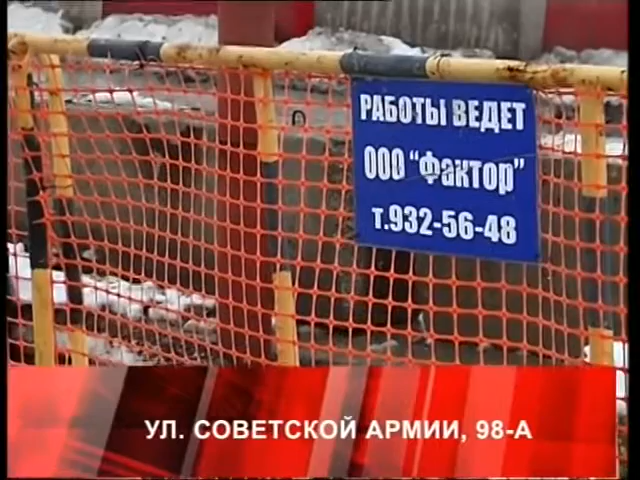 РАБОТЫ ВЕДЕТ
ООО "Фактор"
т.932-56-48
УЛ. СОВЕТСКОЙ АРМИИ, 98-А